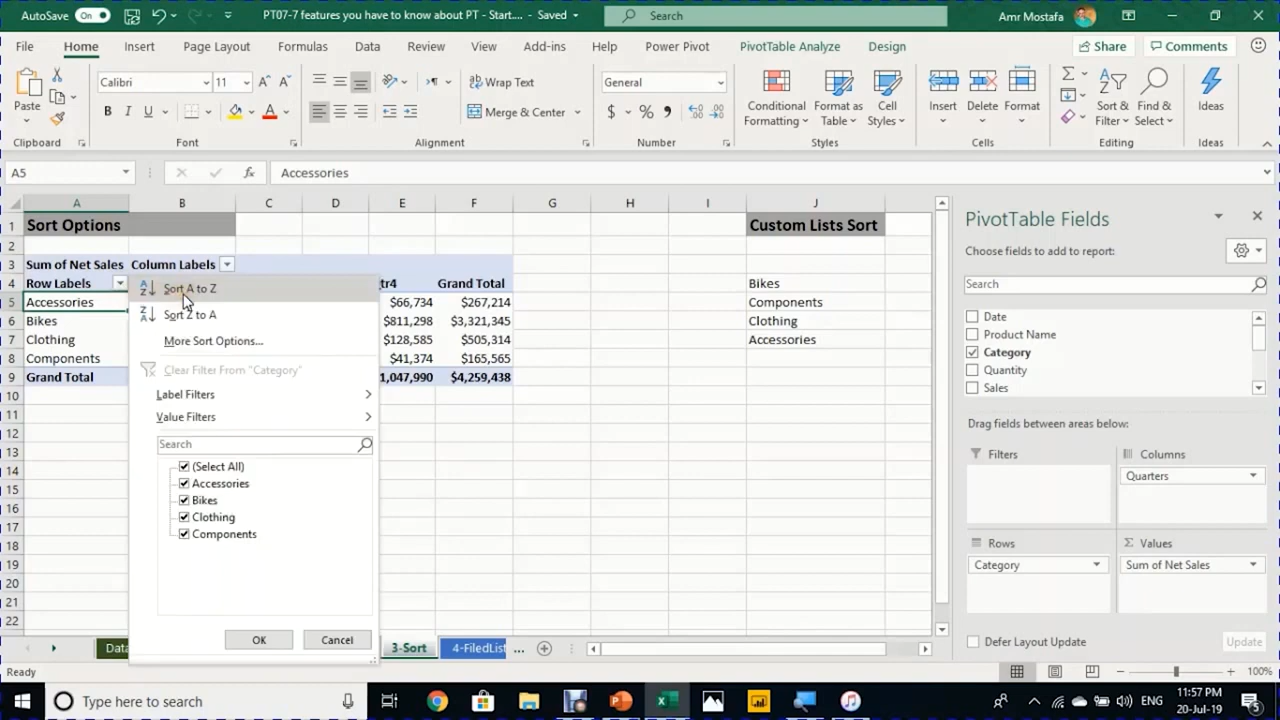 AutoSave On PT07-7 features you have to know about PT - Start.... - Saved Search Amr Mostafa
File Home Insert Page Layout Formulas Data Review View Add-ins Help Power Pivot PivotTable Analyze Design Share Comments
Paste Calibri 11 Wrap Text General
B I U Merge & Center $ % Conditional Formatting Format as Table Cell Styles Insert Delete Format Sort & Filter Find & Select Ideas
Clipboard Font Alignment Number Styles Cells Editing Ideas
A5 fx Accessories
A B C D E F G H I J
1 Sort Options Custom Lists Sort
2
3 Sum of Net Sales Column Labels
4 Row Labels tr4 Grand Total Bikes
5 Accessories $66,734 $267,214 Components
6 Bikes $811,298 $3,321,345 Clothing
7 Clothing $128,585 $505,314 Accessories
8 Components $41,374 $165,565
9 Grand Total 1,047,990 $4,259,438
10
11
12
13
14
15
16
17
18
19
20
21
22
Sort A to Z
Sort Z to A
More Sort Options...
Clear Filter From "Category"
Label Filters
Value Filters
Search
(Select All)
Accessories
Bikes
Clothing
Components
OK Cancel
PivotTable Fields
Choose fields to add to report:
Search
Date
Product Name
Category
Quantity
Sales
Drag fields between areas below:
Filters Columns
Quarters
Rows Values
Category Sum of Net Sales
Defer Layout Update Update
Data 3-Sort 4-FiledList ...
Ready 100%
Type here to search ENG 11:57 PM
20-Jul-19 5